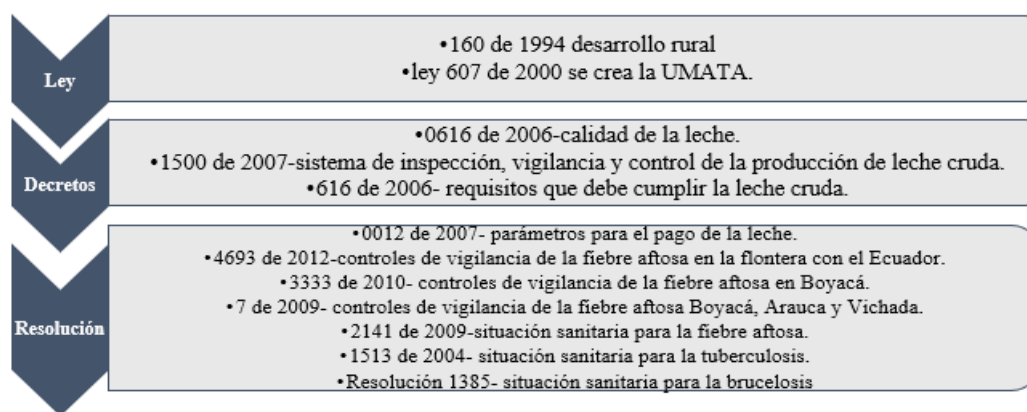 Ley
•160 de 1994 desarrollo rural
•ley 607 de 2000 se crea la UMATA.
Decretos
•0616 de 2006-calidad de la leche.
•1500 de 2007-sistema de inspección, vigilancia y control de la producción de leche cruda.
•616 de 2006- requisitos que debe cumplir la leche cruda.
Resolución
•0012 de 2007- parámetros para el pago de la leche.
•4693 de 2012-controles de vigilancia de la fiebre aftosa en la flontera con el Ecuador.
•3333 de 2010- controles de vigilancia de la fiebre aftosa en Boyacá.
•7 de 2009- controles de vigilancia de la fiebre aftosa Boyacá, Arauca y Vichada.
•2141 de 2009-situación sanitaria para la fiebre aftosa.
•1513 de 2004- situación sanitaria para la tuberculosis.
•Resolución 1385- situación sanitaria para la brucelosis